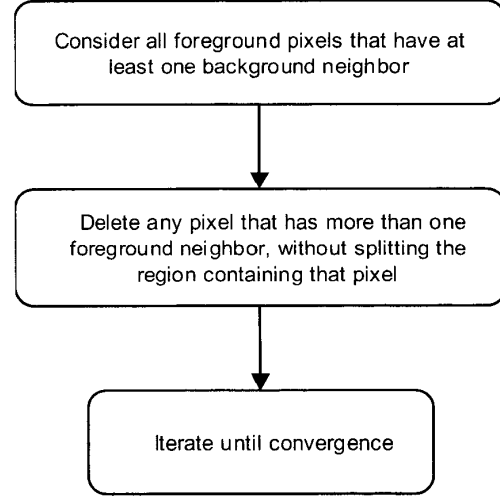 Consider all foreground pixels that have at
least one background neighbor
Delete any pixel that has more than one
foreground neighbor, without splitting the
region containing that pixel
Iterate until convergence